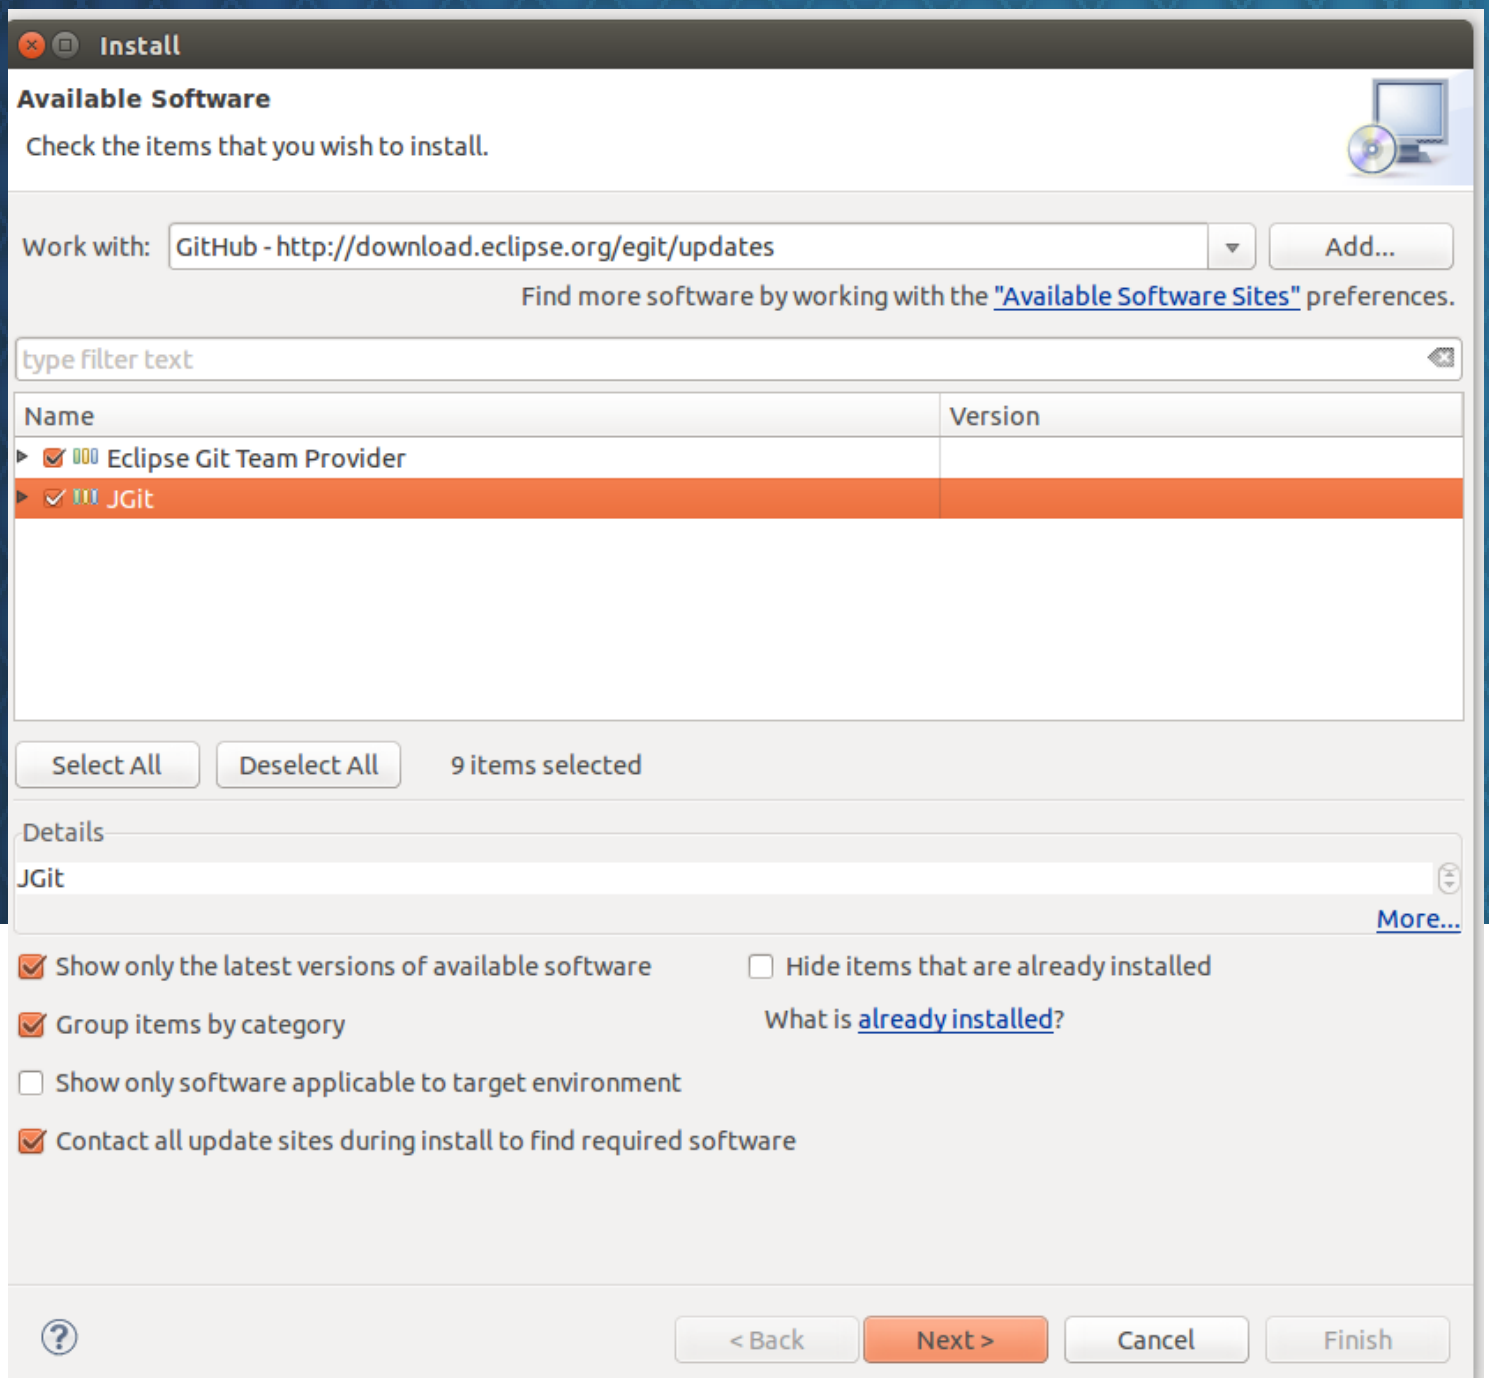 Install
Available Software
Check the items that you wish to install.
Work with: GitHub - http://download.eclipse.org/egit/updates Add...
Find more software by working with the "Available Software Sites" preferences.
type filter text
Name Version
Eclipse Git Team Provider
JGit
Select All Deselect All 9 items selected
Details
JGit
More...
Show only the latest versions of available software Hide items that are already installed
Group items by category What is already installed?
Show only software applicable to target environment
Contact all update sites during install to find required software
? < Back Next > Cancel Finish